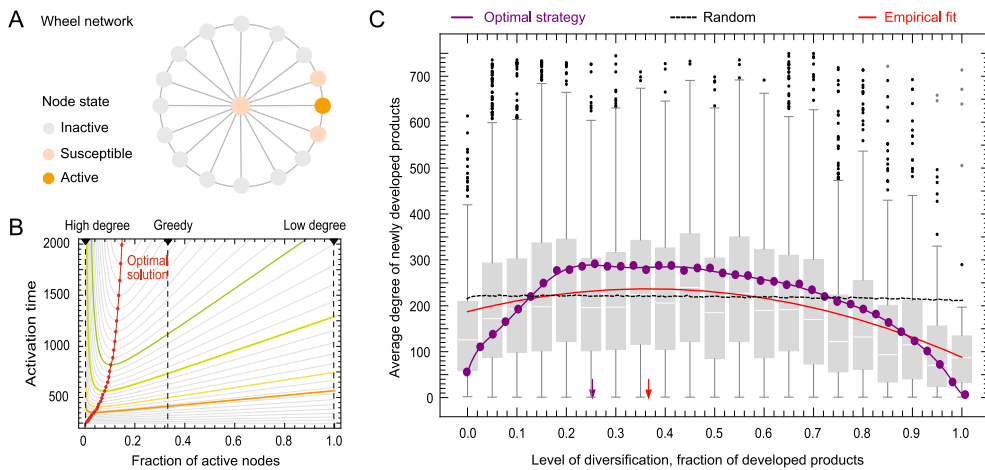 A
Wheel network
Node state
Inactive
Susceptible
Active
B
High degree
Greedy
Low degree
Optimal
solution
Activation time
2000
1500
1000
500
0
0.2
0.4
0.6
0.8
1.0
Fraction of active nodes
C
Optimal strategy
Random
Empirical fit
Average degree of newly developed products
700
600
500
400
300
200
100
0
0.0
0.1
0.2
0.3
0.4
0.5
0.6
0.7
0.8
0.9
1.0
Level of diversification, fraction of developed products